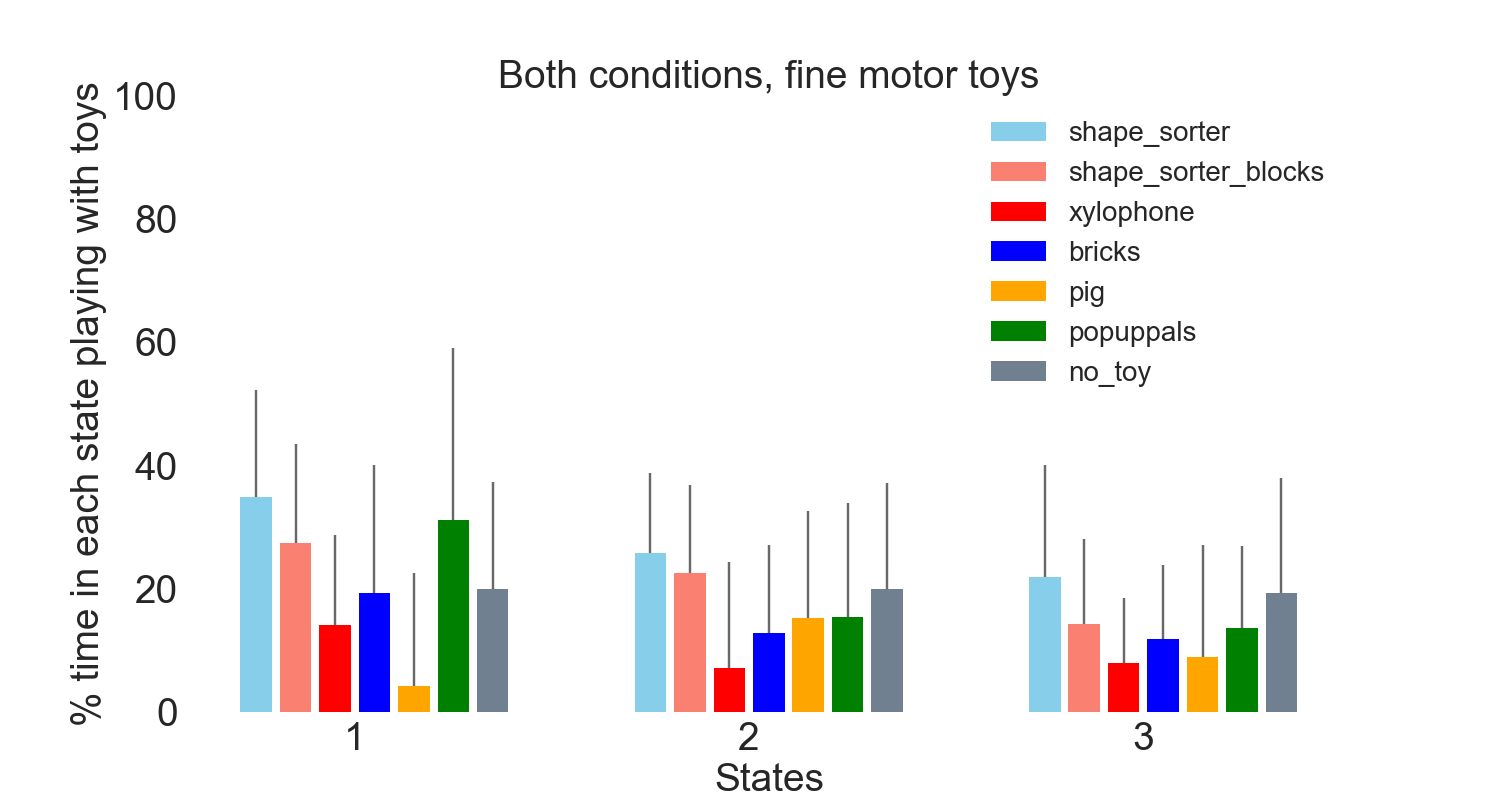 Both conditions, fine motor toys
% time in each state playing with toys
100
80
60
40
20
0
shape_sorter
shape_sorter_blocks
xylophone
bricks
pig
popuppals
no_toy
1 2 3
States